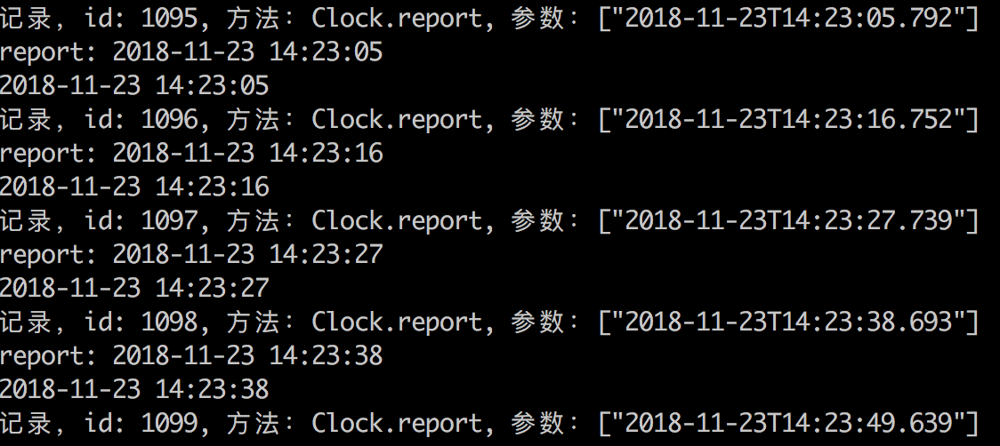 记录, id: 1095, 方法: Clock.report, 参数: ["2018-11-23T14:23:05.792"]
report: 2018-11-23 14:23:05
2018-11-23 14:23:05
记录, id: 1096, 方法: Clock.report, 参数: ["2018-11-23T14:23:16.752"]
report: 2018-11-23 14:23:16
2018-11-23 14:23:16
记录, id: 1097, 方法: Clock.report, 参数: ["2018-11-23T14:23:27.739"]
report: 2018-11-23 14:23:27
2018-11-23 14:23:27
记录, id: 1098, 方法: Clock.report, 参数: ["2018-11-23T14:23:38.693"]
report: 2018-11-23 14:23:38
2018-11-23 14:23:38
记录, id: 1099, 方法: Clock.report, 参数: ["2018-11-23T14:23:49.639"]